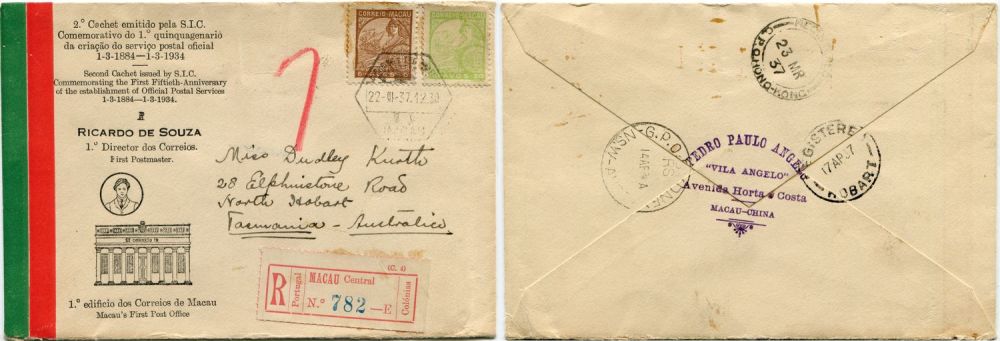 2.º Cachet emitido pela S.I.C.
Comemorativo do 1.º quinquagenario
da criação do serviço postal oficial
1-3-1884—1-3-1934
Second Cachet issued by S.I.C.
Commemorating the First Fiftieth-Anniversary
of the establishment of Official Postal Services
1-3-1884—1-3-1934.
RICARDO DE SOUZA
1.º Director dos Correios.
First Postmaster.
1.º edificio dos Correios de Macau
Macau's First Post Office
CORREIO·MACAU
CORREIO·MACAU
22-III-37.12.30
MACAU
Miss Dudley
28 Elphinstone Road
North Hobart
Tasmania - Australia
(C. 4)
R
Portugal
MACAU Central
N.º 782 —E
Colónias
G.P.O. HONG-KONG
23 MR
37
G.P.O.
N.S.W.
PEDRO PAULO ANGELO
"VILA ANGELO"
Avenida Horta e Costa
MACAU-CHINA
REGISTERED
17 AP 37
HOBART